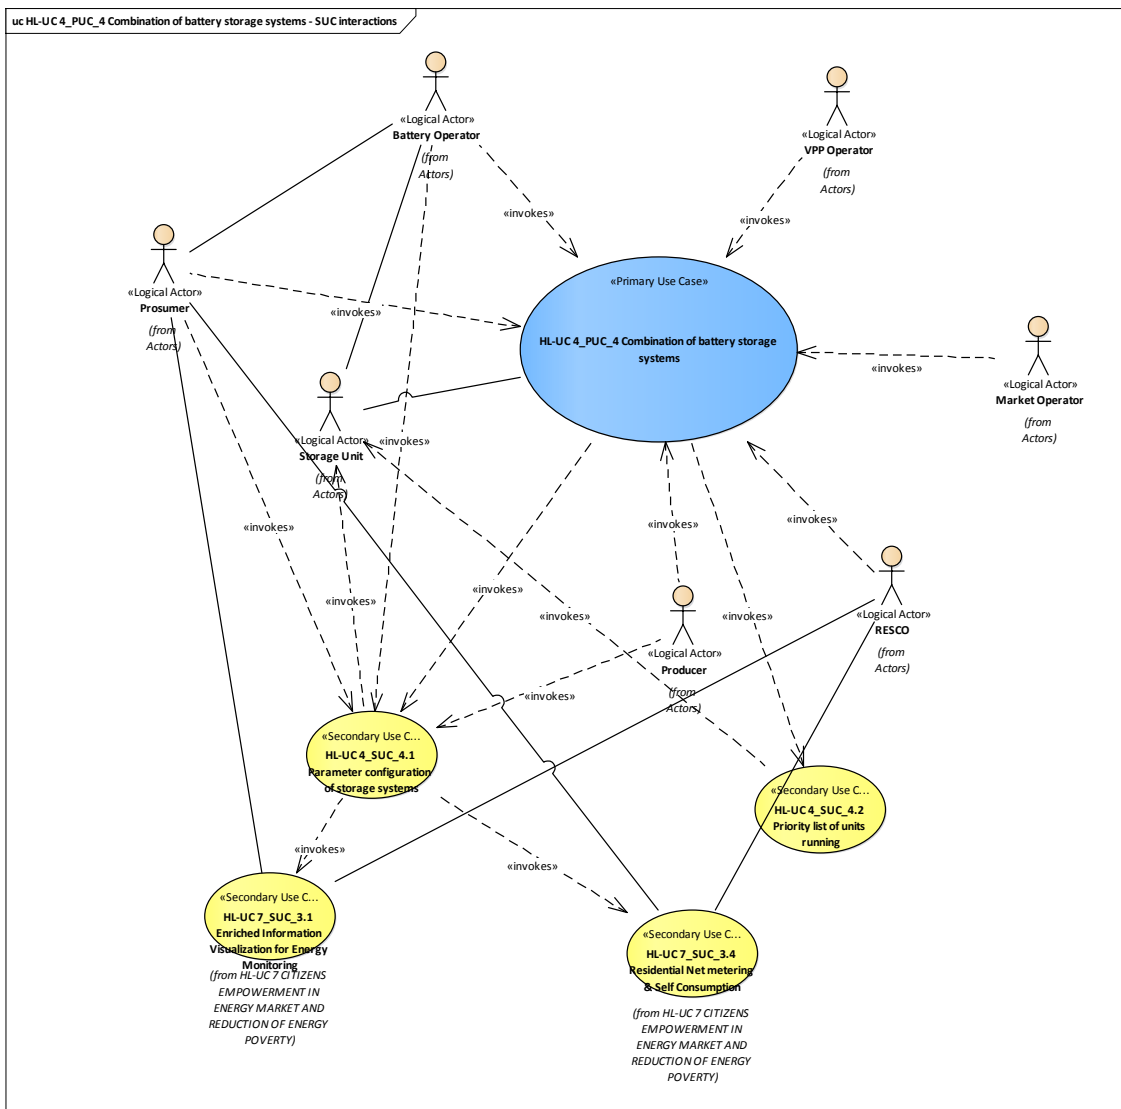 uc HL-UC 4_PUC_4 Combination of battery storage systems - SUC interactions
«Logical Actor»
Battery Operator
(from
Actors)
«Logical Actor»
VPP Operator
(from
Actors)
«invokes»
«invokes»
«Logical Actor»
Prosumer
(from
Actors)
«invokes»
«Primary Use Case»
HL-UC 4_PUC_4 Combination of battery storage
systems
«invokes»
«Logical Actor»
Market Operator
(from
Actors)
«Logical Actor»
Storage Unit
(from
Actors)
«invokes»
«invokes»
«invokes»
«invokes»
«invokes»
«invokes»
«invokes»
«invokes»
«invokes»
«Logical Actor»
RESCO
(from
Actors)
«Logical Actor»
Producer
(from
Actors)
«invokes»
«Secondary Use C...
HL-UC 4_SUC_4.1
Parameter configuration
of storage systems
«Secondary Use C...
HL-UC 4_SUC_4.2
Priority list of units
running
«invokes»
«invokes»
«Secondary Use C...
HL-UC 7_SUC_3.1
Enriched Information
Visualization for Energy
Monitoring
(from HL-UC 7 CITIZENS
EMPOWERMENT IN
ENERGY MARKET AND
REDUCTION OF ENERGY
POVERTY)
«Secondary Use C...
HL-UC 7_SUC_3.4
Residential Net metering
& Self Consumption
(from HL-UC 7 CITIZENS
EMPOWERMENT IN
ENERGY MARKET AND
REDUCTION OF ENERGY
POVERTY)